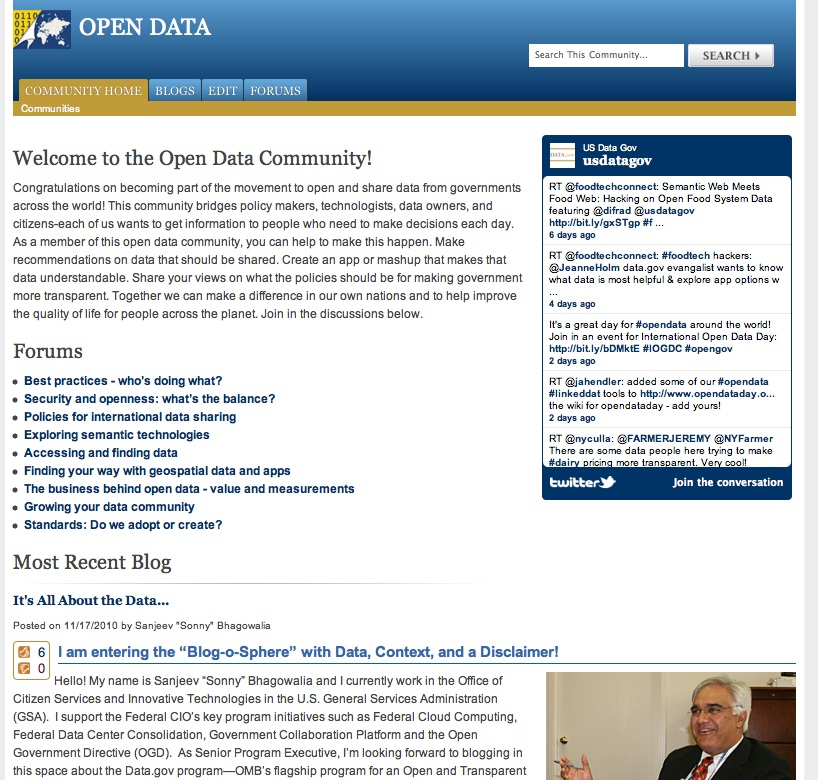 0110
011
01
0
OPEN DATA
Search This Community...
SEARCH
COMMUNITY HOME
BLOGS
EDIT
FORUMS
Communities
Welcome to the Open Data Community!
Congratulations on becoming part of the movement to open and share data from governments
across the world! This community bridges policy makers, technologists, data owners, and
citizens-each of us wants to get information to people who need to make decisions each day.
As a member of this open data community, you can help to make this happen. Make
recommendations on data that should be shared. Create an app or mashup that makes that
data understandable. Share your views on what the policies should be for making government
more transparent. Together we can make a difference in our own nations and to help improve
the quality of life for people across the planet. Join in the discussions below.
Forums
Best practices - who's doing what?
Security and openness: what's the balance?
Policies for international data sharing
Exploring semantic technologies
Accessing and finding data
Finding your way with geospatial data and apps
The business behind open data - value and measurements
Growing your data community
Standards: Do we adopt or create?
Most Recent Blog
It's All About the Data...
Posted on 11/17/2010 by Sanjeev "Sonny" Bhagowalia
6
0
I am entering the “Blog-o-Sphere” with Data, Context, and a Disclaimer!
Hello! My name is Sanjeev “Sonny” Bhagowalia and I currently work in the Office of
Citizen Services and Innovative Technologies in the U.S. General Services Administration
(GSA). I support the Federal CIO’s key program initiatives such as Federal Cloud Computing,
Federal Data Center Consolidation, Government Collaboration Platform and the Open
Government Directive (OGD). As Senior Program Executive, I’m looking forward to blogging in
this space about the Data.gov program—OMB’s flagship program for an Open and Transparent
DATA.gov
US Data Gov
usdatagov
RT @foodtechconnect: Semantic Web Meets
Food Web: Hacking on Open Food System Data
featuring @difrad @usdatagov
http://bit.ly/gxSTgp #f ...
6 days ago
RT @foodtechconnect: #foodtech hackers:
@JeanneHolm data.gov evangalist wants to know
what data is most helpful & explore app options w
...
4 days ago
It's a great day for #opendata around the world!
Join in an event for International Open Data Day:
http://bit.ly/bDMktE #IOGDC #opengov
2 days ago
RT @jahendler: added some of our #opendata
#linkeddat tools to http://www.opendataday.o...
the wiki for opendataday - add yours!
2 days ago
RT @nyculla: @FARMERJEREMY @NYFarmer
There are some data people here trying to make
#dairy pricing more transparent. Very cool!
twitter
Join the conversation